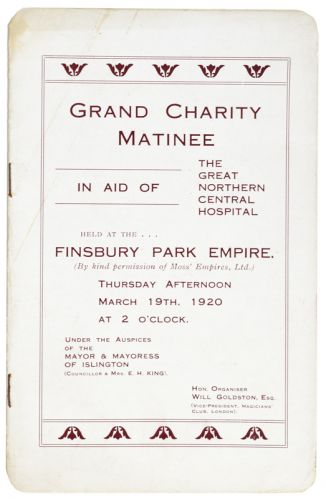 GRAND CHARITY
MATINEE
IN AID OF
THE
GREAT
NORTHERN
CENTRAL
HOSPITAL
HELD AT THE . . .
FINSBURY PARK EMPIRE.
(By kind permission of Moss' Empires, Ltd.)
THURSDAY AFTERNOON
MARCH 19TH, 1920
AT 2 O'CLOCK.
UNDER THE AUSPICES
OF THE
MAYOR & MAYORESS
OF ISLINGTON
(COUNCILLOR & MRS. E. H. KING).
HON. ORGANISER
WILL GOLDSTON, ESQ.
(VICE-PRESIDENT, MAGICIANS'
CLUB, LONDON).